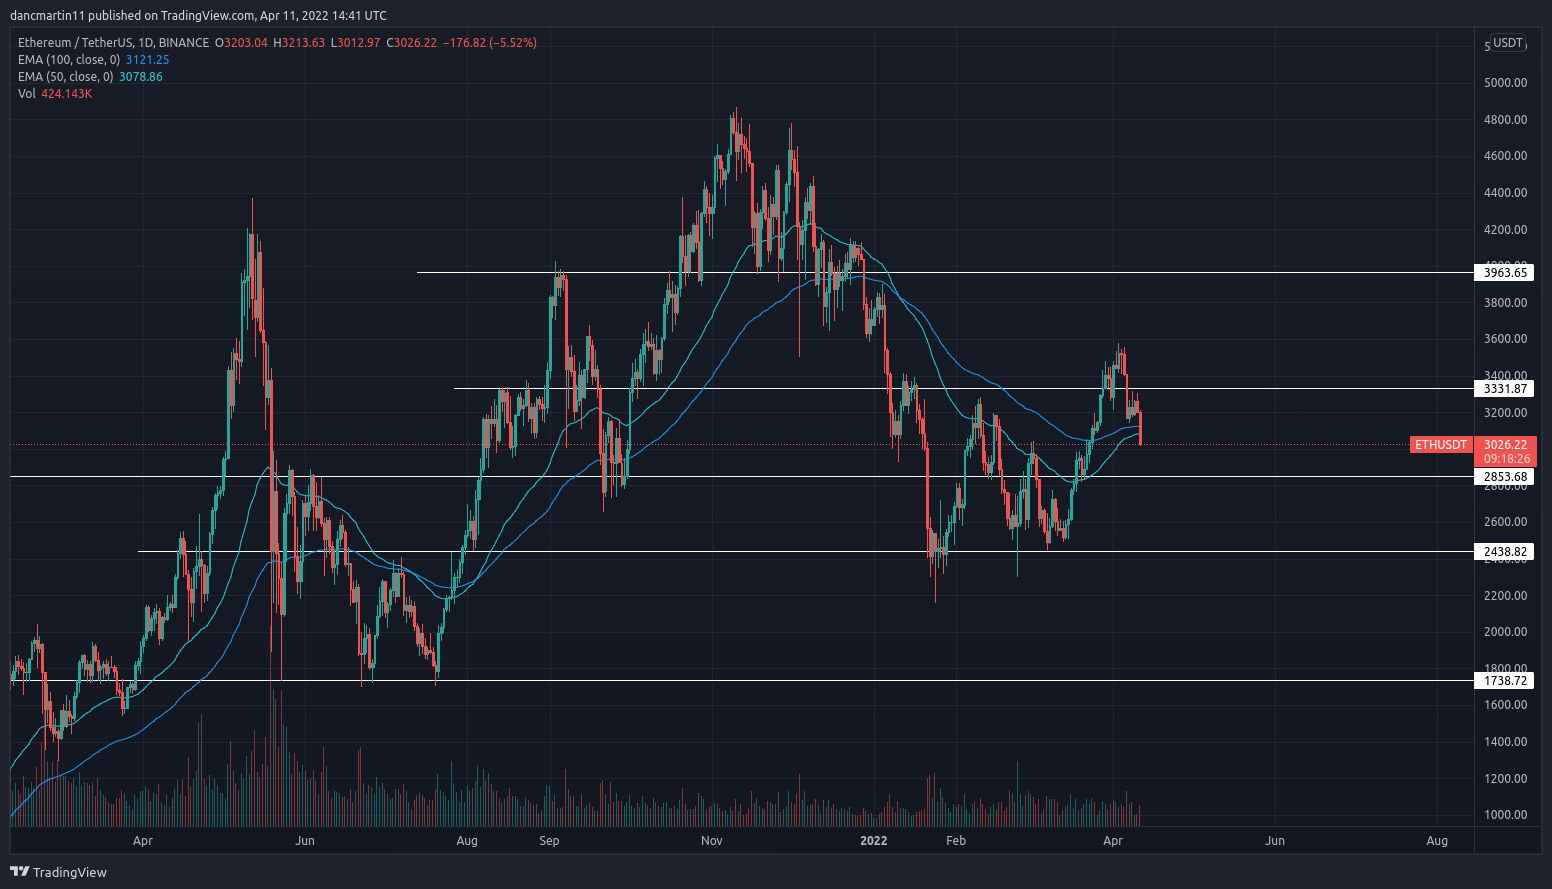 dancmartin11 published on TradingView.com, Apr 11, 2022 14:41 UTC
Ethereum / TetherUS, 1D, BINANCE O3203.04 H3213.63 L3012.97 C3026.22 −176.82 (−5.52%)
EMA (100, close, 0) 3121.25
EMA (50, close, 0) 3078.86
Vol 424.143K
USDT
5000.00
4800.00
4600.00
4400.00
4200.00
3963.65
3800.00
3600.00
3400.00
3331.87
3200.00
ETHUSDT 3026.22
09:18:26
2853.68
2800.00
2600.00
2438.82
2400.00
2200.00
2000.00
1800.00
1738.72
1600.00
1400.00
1200.00
1000.00
Apr Jun Aug Sep Nov 2022 Feb Apr Jun Aug
TradingView